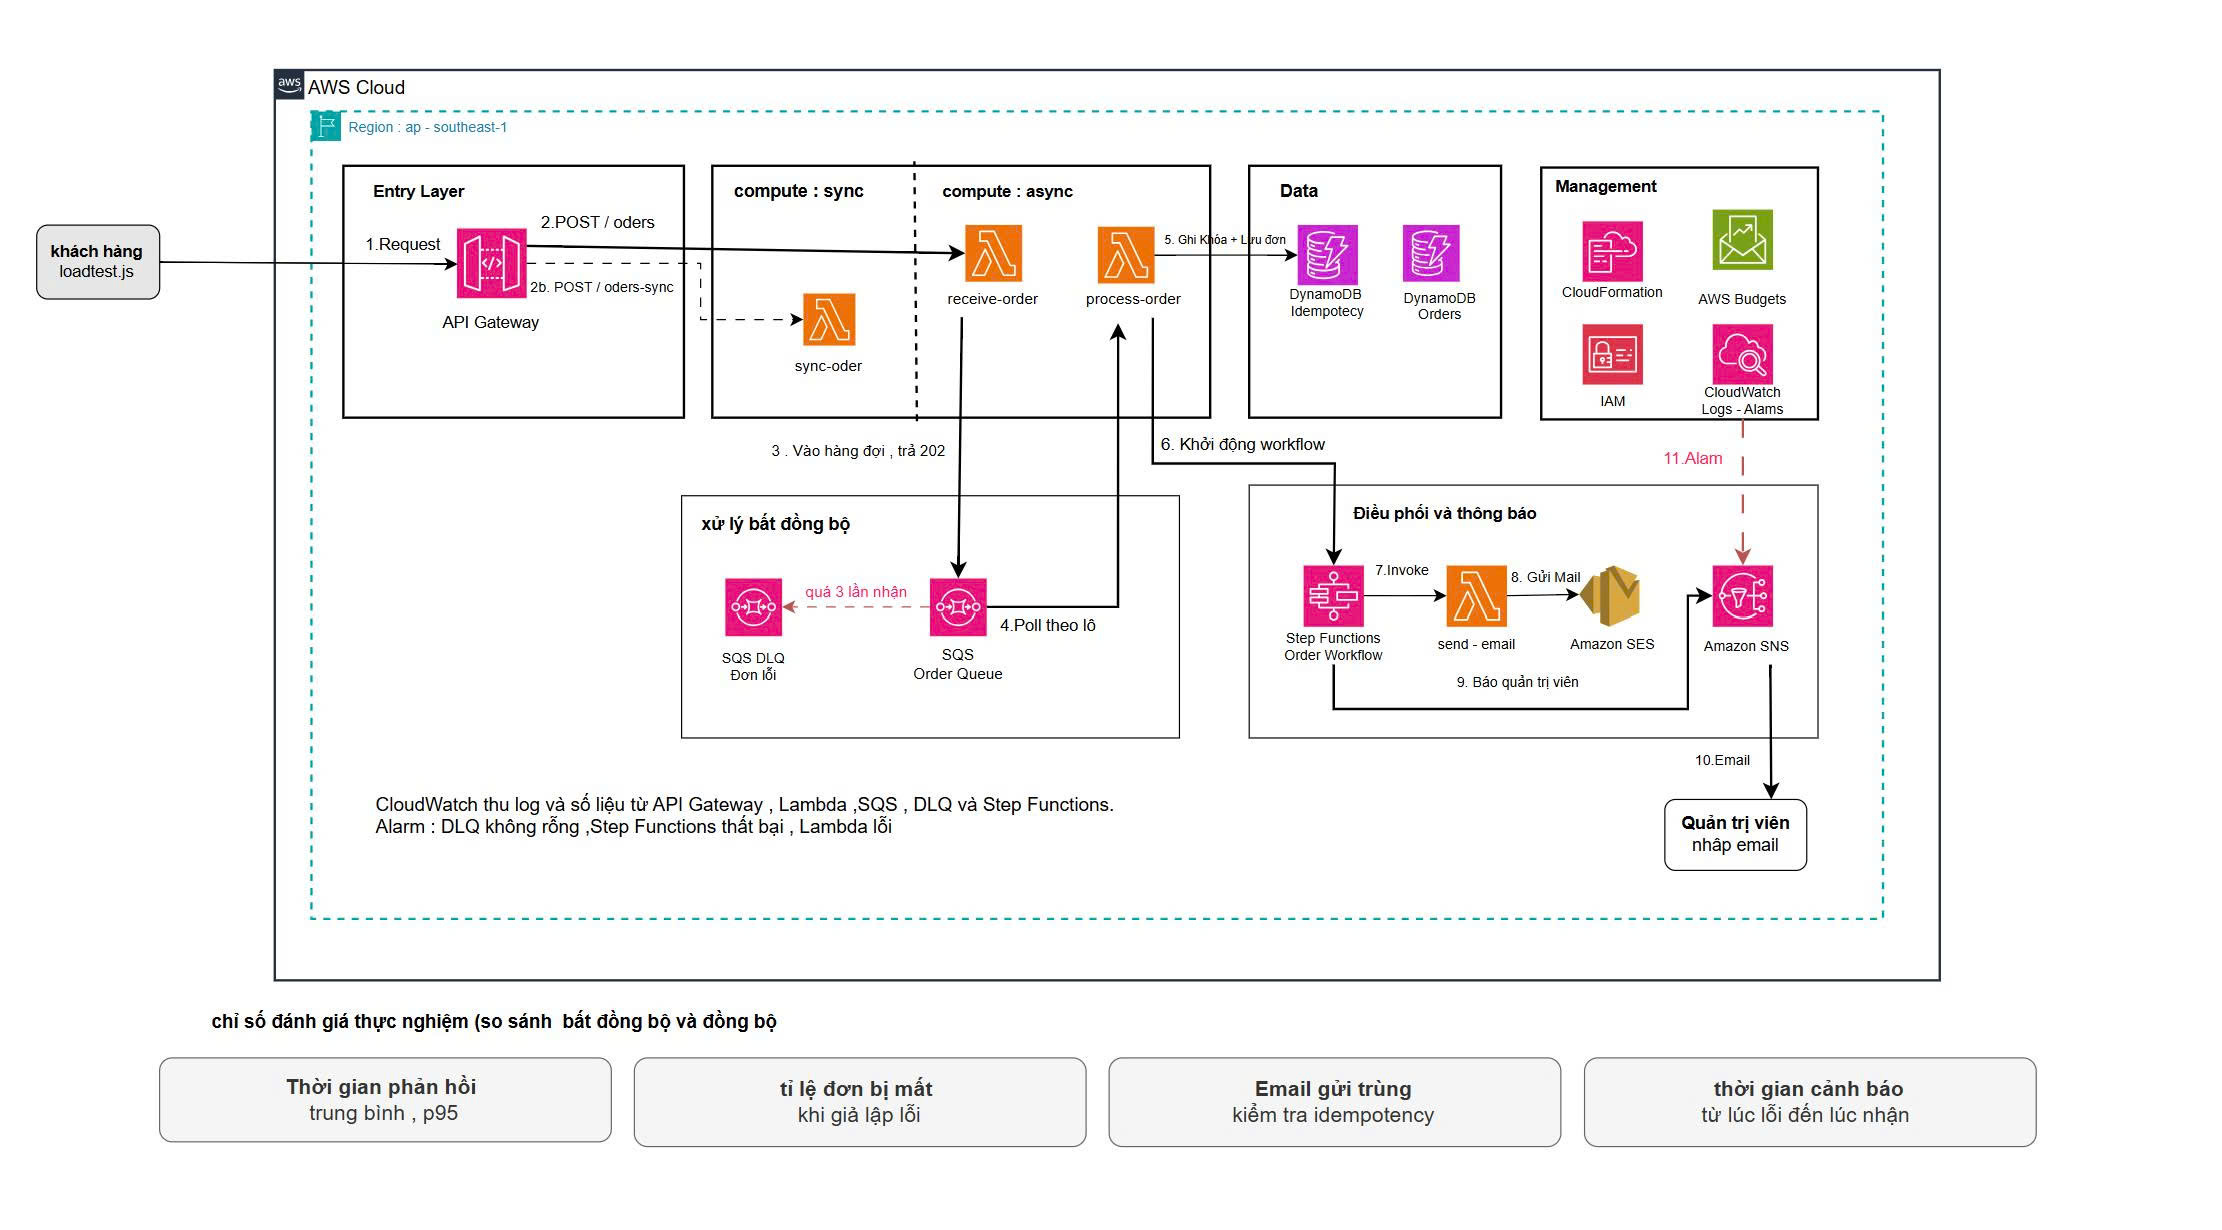 aws
AWS Cloud
Region : ap - southeast-1
khách hàng
loadtest.js
Entry Layer
1.Request
2.POST / oders
2b. POST / oders-sync
API Gateway
compute : sync
sync-oder
compute : async
receive-order
process-order
5. Ghi Khóa + Lưu đơn
Data
DynamoDB
Idempotecy
DynamoDB
Orders
Management
CloudFormation
AWS Budgets
IAM
CloudWatch
Logs - Alams
3 . Vào hàng đợi , trả 202
6. Khởi động workflow
11.Alam
xử lý bất đồng bộ
quá 3 lần nhận
4.Poll theo lô
SQS DLQ
Đơn lỗi
SQS
Order Queue
Điều phối và thông báo
7.Invoke
8. Gửi Mail
Step Functions
Order Workflow
send - email
Amazon SES
Amazon SNS
9. Báo quản trị viên
10.Email
Quản trị viên
nhâp email
CloudWatch thu log và số liệu từ API Gateway , Lambda ,SQS , DLQ và Step Functions.
Alarm : DLQ không rỗng ,Step Functions thất bại , Lambda lỗi
chỉ số đánh giá thực nghiệm (so sánh bất đồng bộ và đồng bộ
Thời gian phản hồi
trung bình , p95
tỉ lệ đơn bị mất
khi giả lập lỗi
Email gửi trùng
kiểm tra idempotency
thời gian cảnh báo
từ lúc lỗi đến lúc nhận